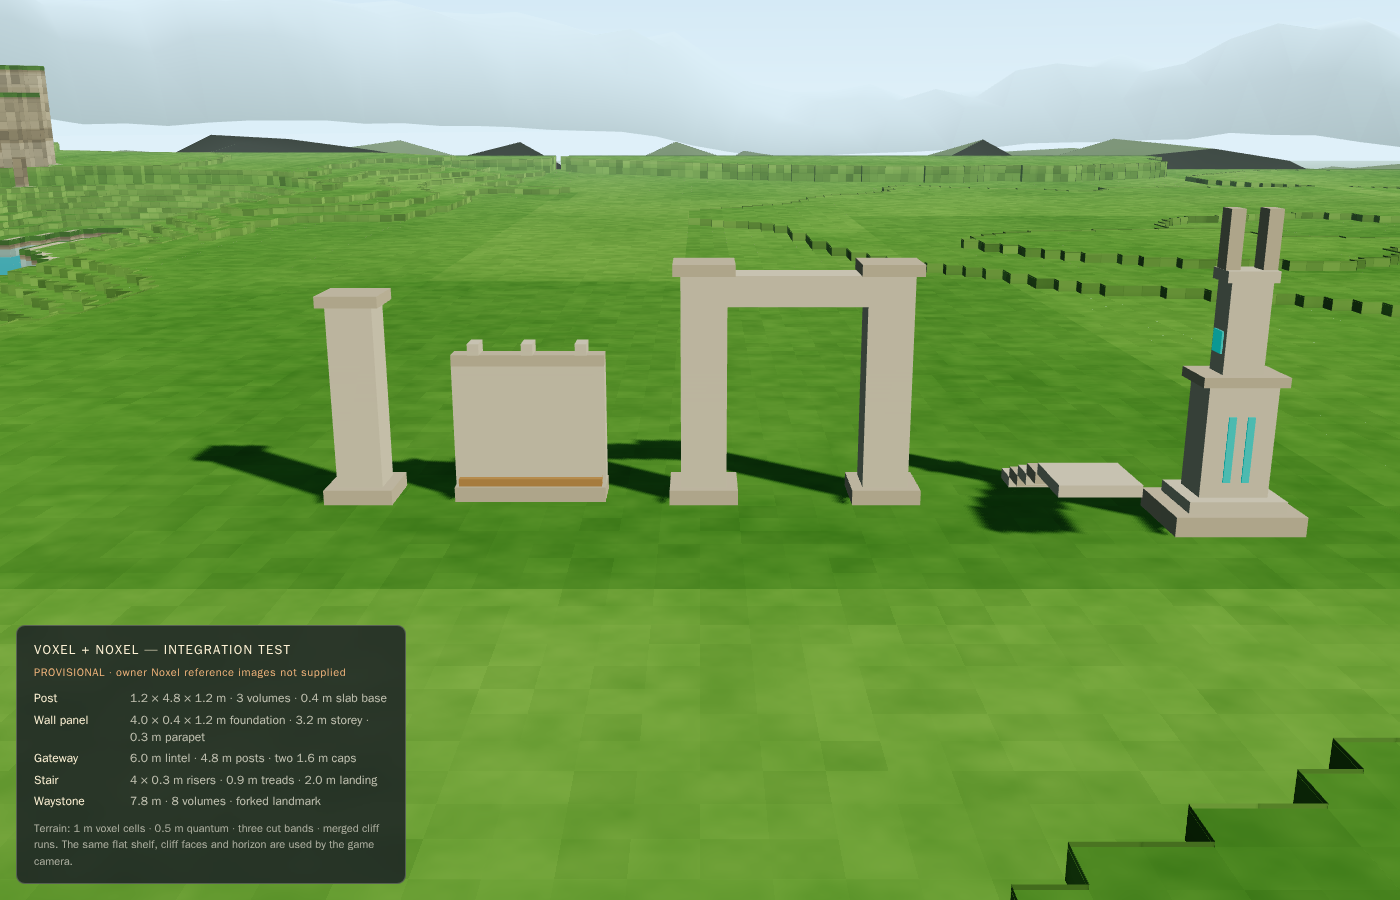 VOXEL + NOXEL — INTEGRATION TEST
PROVISIONAL · owner Noxel reference images not supplied
Post 1.2 × 4.8 × 1.2 m · 3 volumes · 0.4 m slab base
Wall panel 4.0 × 0.4 × 1.2 m foundation · 3.2 m storey ·
0.3 m parapet
Gateway 6.0 m lintel · 4.8 m posts · two 1.6 m caps
Stair 4 × 0.3 m risers · 0.9 m treads · 2.0 m landing
Waystone 7.8 m · 8 volumes · forked landmark
Terrain: 1 m voxel cells · 0.5 m quantum · three cut bands · merged cliff
runs. The same flat shelf, cliff faces and horizon are used by the game
camera.